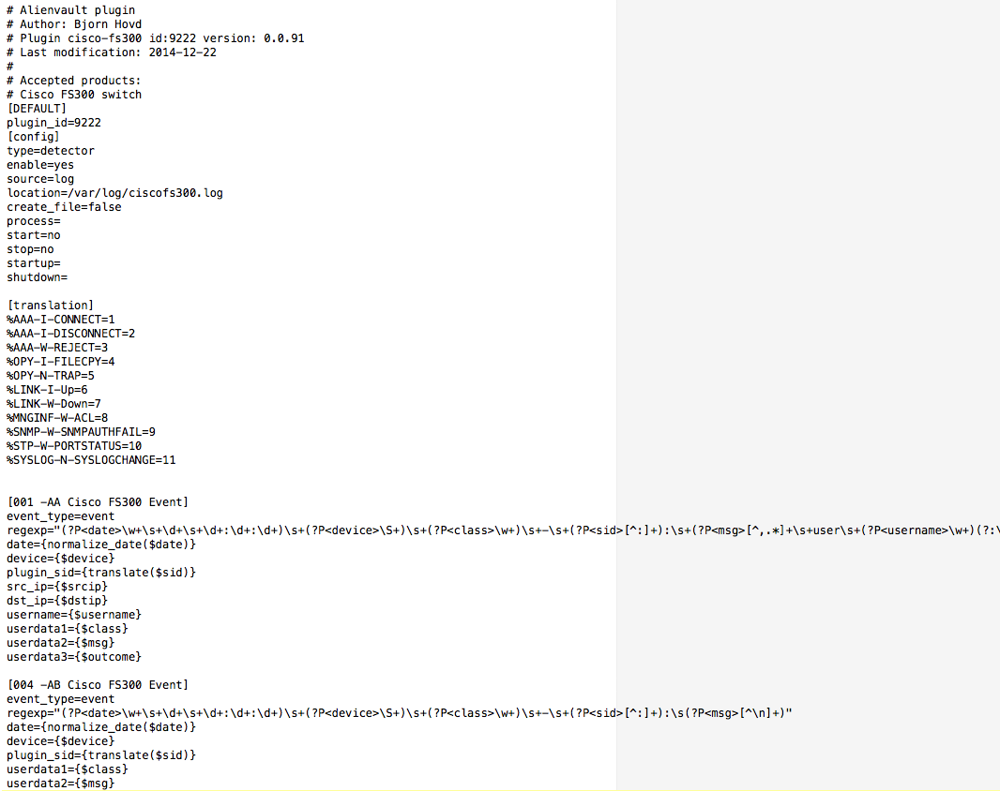 # Alienvault plugin
# Author: Bjorn Hovd
# Plugin cisco-fs300 id:9222 version: 0.0.91
# Last modification: 2014-12-22
#
# Accepted products:
# Cisco FS300 switch
[DEFAULT]
plugin_id=9222
[config]
type=detector
enable=yes
source=log
location=/var/log/ciscofs300.log
create_file=false
process=
start=no
stop=no
startup=
shutdown=

[translation]
%AAA-I-CONNECT=1
%AAA-I-DISCONNECT=2
%AAA-W-REJECT=3
%OPY-I-FILECPY=4
%OPY-N-TRAP=5
%LINK-I-Up=6
%LINK-W-Down=7
%MNGINF-W-ACL=8
%SNMP-W-SNMPAUTHFAIL=9
%STP-W-PORTSTATUS=10
%SYSLOG-N-SYSLOGCHANGE=11

[001 -AA Cisco FS300 Event]
event_type=event
regexp="(?P<date>\w+\s+\d+\s+\d+:\d+:\d+)\s+(?P<device>\S+)\s+(?P<class>\w+)\s+-\s+(?P<sid>[^:]+):\s+(?P<msg>[^,.*]+\s+user\s+(?P<username>\w+)(?:\
date={normalize_date($date)}
device={$device}
plugin_sid={translate($sid)}
src_ip={$srcip}
dst_ip={$dstip}
username={$username}
userdata1={$class}
userdata2={$msg}
userdata3={$outcome}

[004 -AB Cisco FS300 Event]
event_type=event
regexp="(?P<date>\w+\s+\d+\s+\d+:\d+:\d+)\s+(?P<device>\S+)\s+(?P<class>\w+)\s+-\s+(?P<sid>[^:]+):\s(?P<msg>[^\n]+)"
date={normalize_date($date)}
device={$device}
plugin_sid={translate($sid)}
userdata1={$class}
userdata2={$msg}